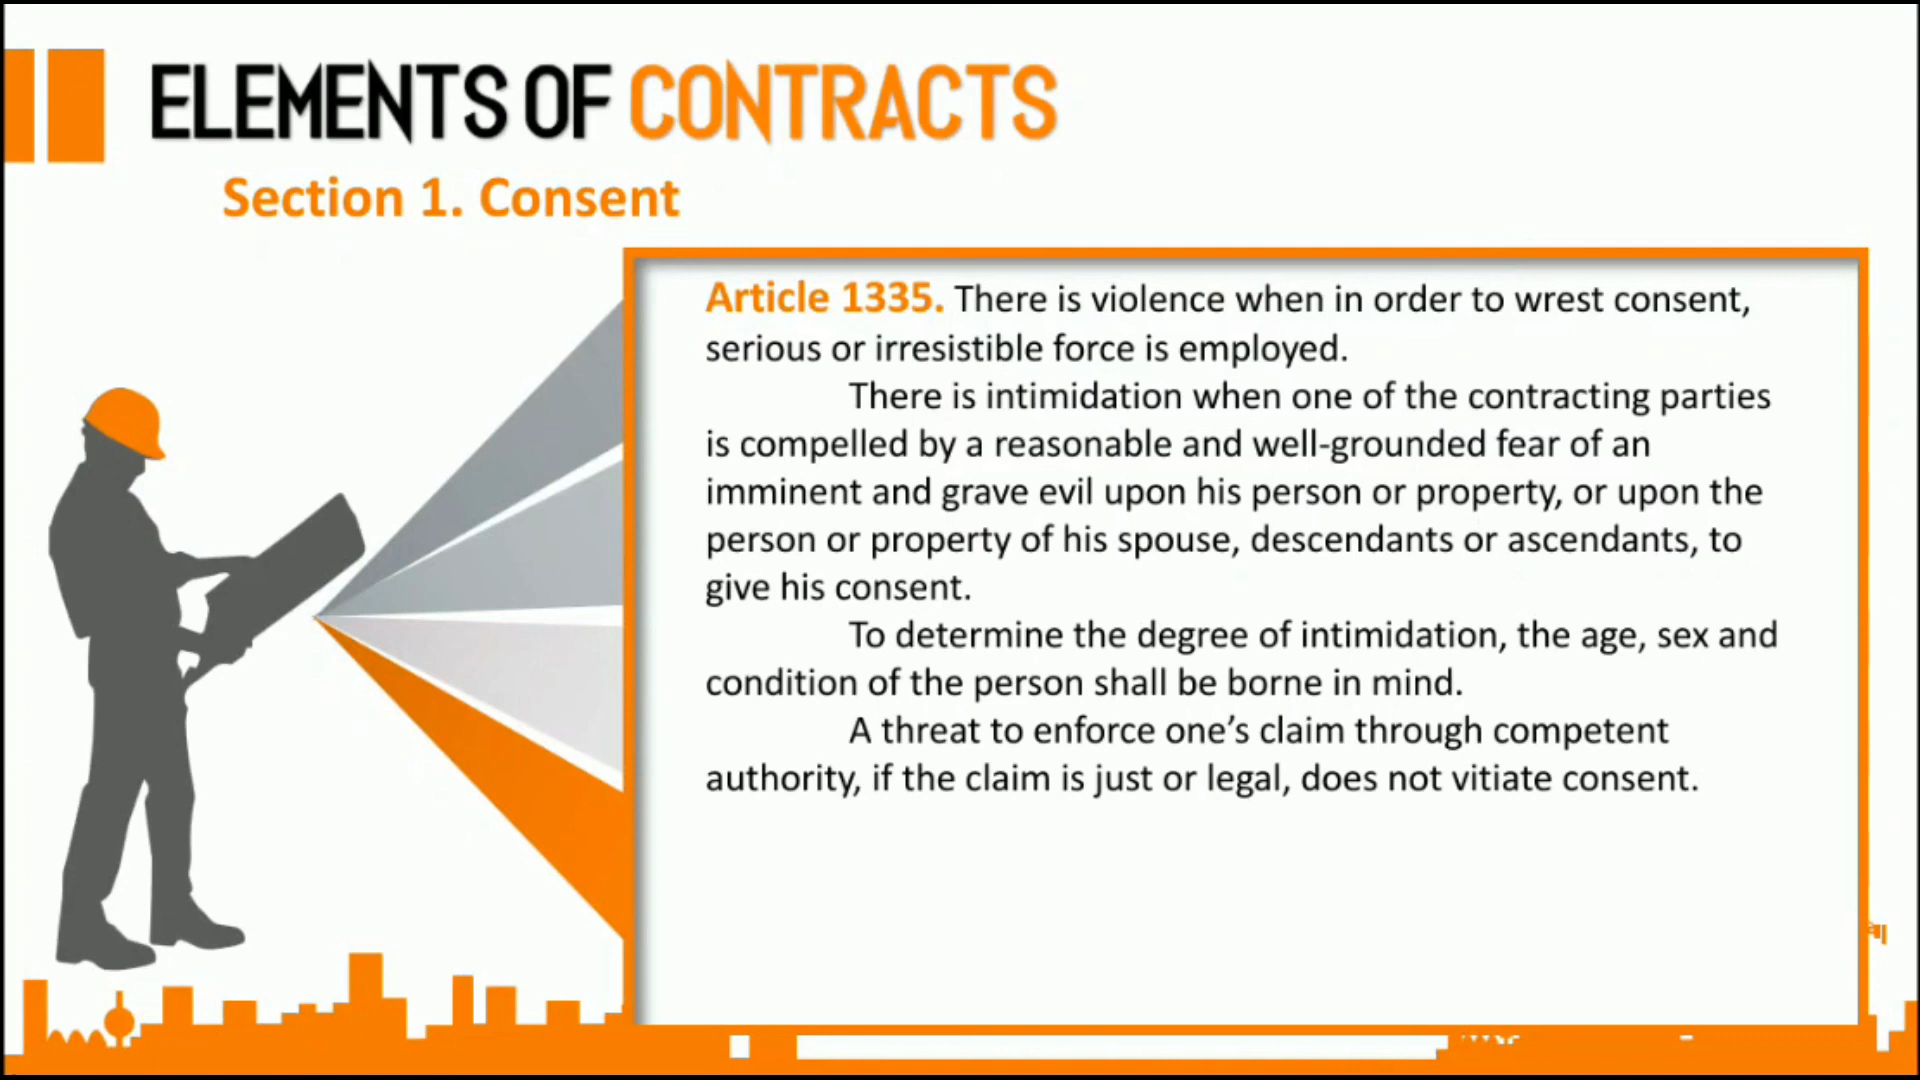 ELEMENTS OF CONTRACTS
Section 1. Consent
Article 1335. There is violence when in order to wrest consent,
serious or irresistible force is employed.
There is intimidation when one of the contracting parties
is compelled by a reasonable and well-grounded fear of an
imminent and grave evil upon his person or property, or upon the
person or property of his spouse, descendants or ascendants, to
give his consent.
To determine the degree of intimidation, the age, sex and
condition of the person shall be borne in mind.
A threat to enforce one’s claim through competent
authority, if the claim is just or legal, does not vitiate consent.